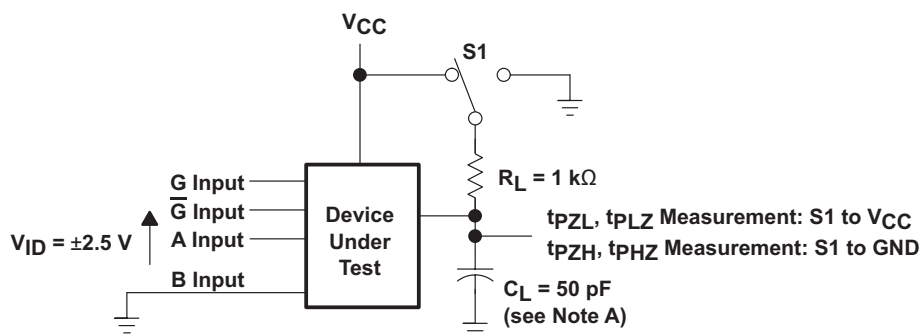 VCC
S1
G Input
G̅ Input
VID = ±2.5 V
A Input
B Input
Device
Under
Test
RL = 1 kΩ
tPZL, tPLZ Measurement: S1 to VCC
tPZH, tPHZ Measurement: S1 to GND
CL = 50 pF
(see Note A)